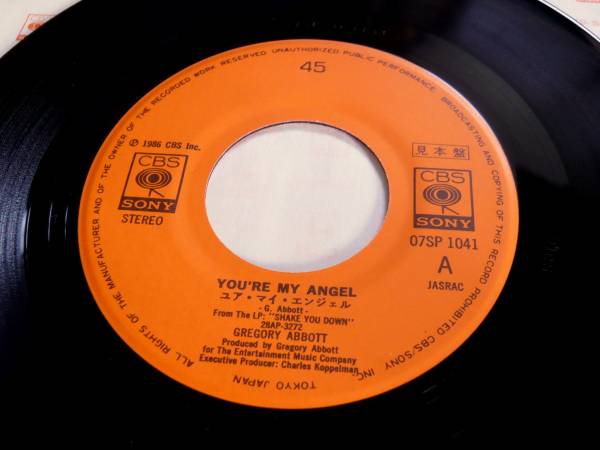 45
ALL RIGHTS OF THE MANUFACTURER AND OF THE OWNER OF THE RECORDED WORK RESERVED UNAUTHORIZED PUBLIC PERFORMANCE BROADCASTING AND COPYING OF THIS RECORD PROHIBITED CBS/SONY INC.
TOKYO JAPAN
℗ 1986 CBS Inc.
CBS
SONY
STEREO
見本盤
CBS
SONY
07SP 1041
A
JASRAC
YOU'RE MY ANGEL
ユア・マイ・エンジェル
- G. Abbott -
From The LP: "SHAKE YOU DOWN"
28AP-3272
GREGORY ABBOTT
Produced by Gregory Abbott
for The Entertainment Music Company
Executive Producer: Charles Koppelman